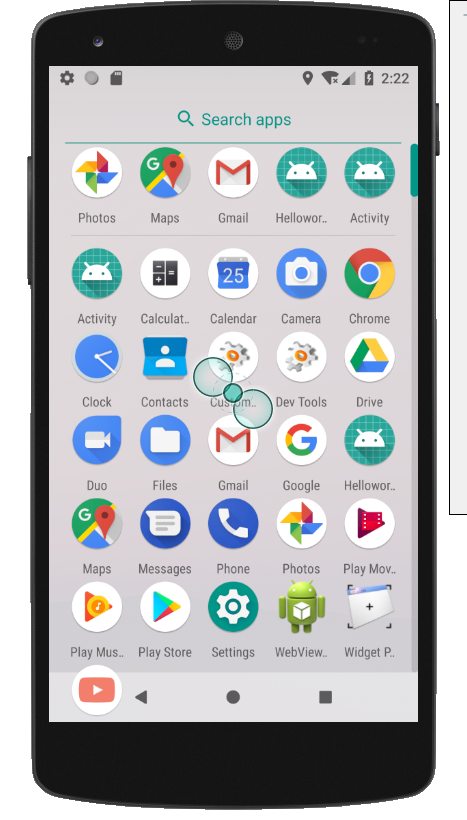 2:22
Search apps
Photos Maps Gmail Hellowor.. Activity
Activity Calculat.. Calendar Camera Chrome
25
Clock Contacts Custom.. Dev Tools Drive
Duo Files Gmail Google Hellowor..
Maps Messages Phone Photos Play Mov..
Play Mus.. Play Store Settings WebView.. Widget P..